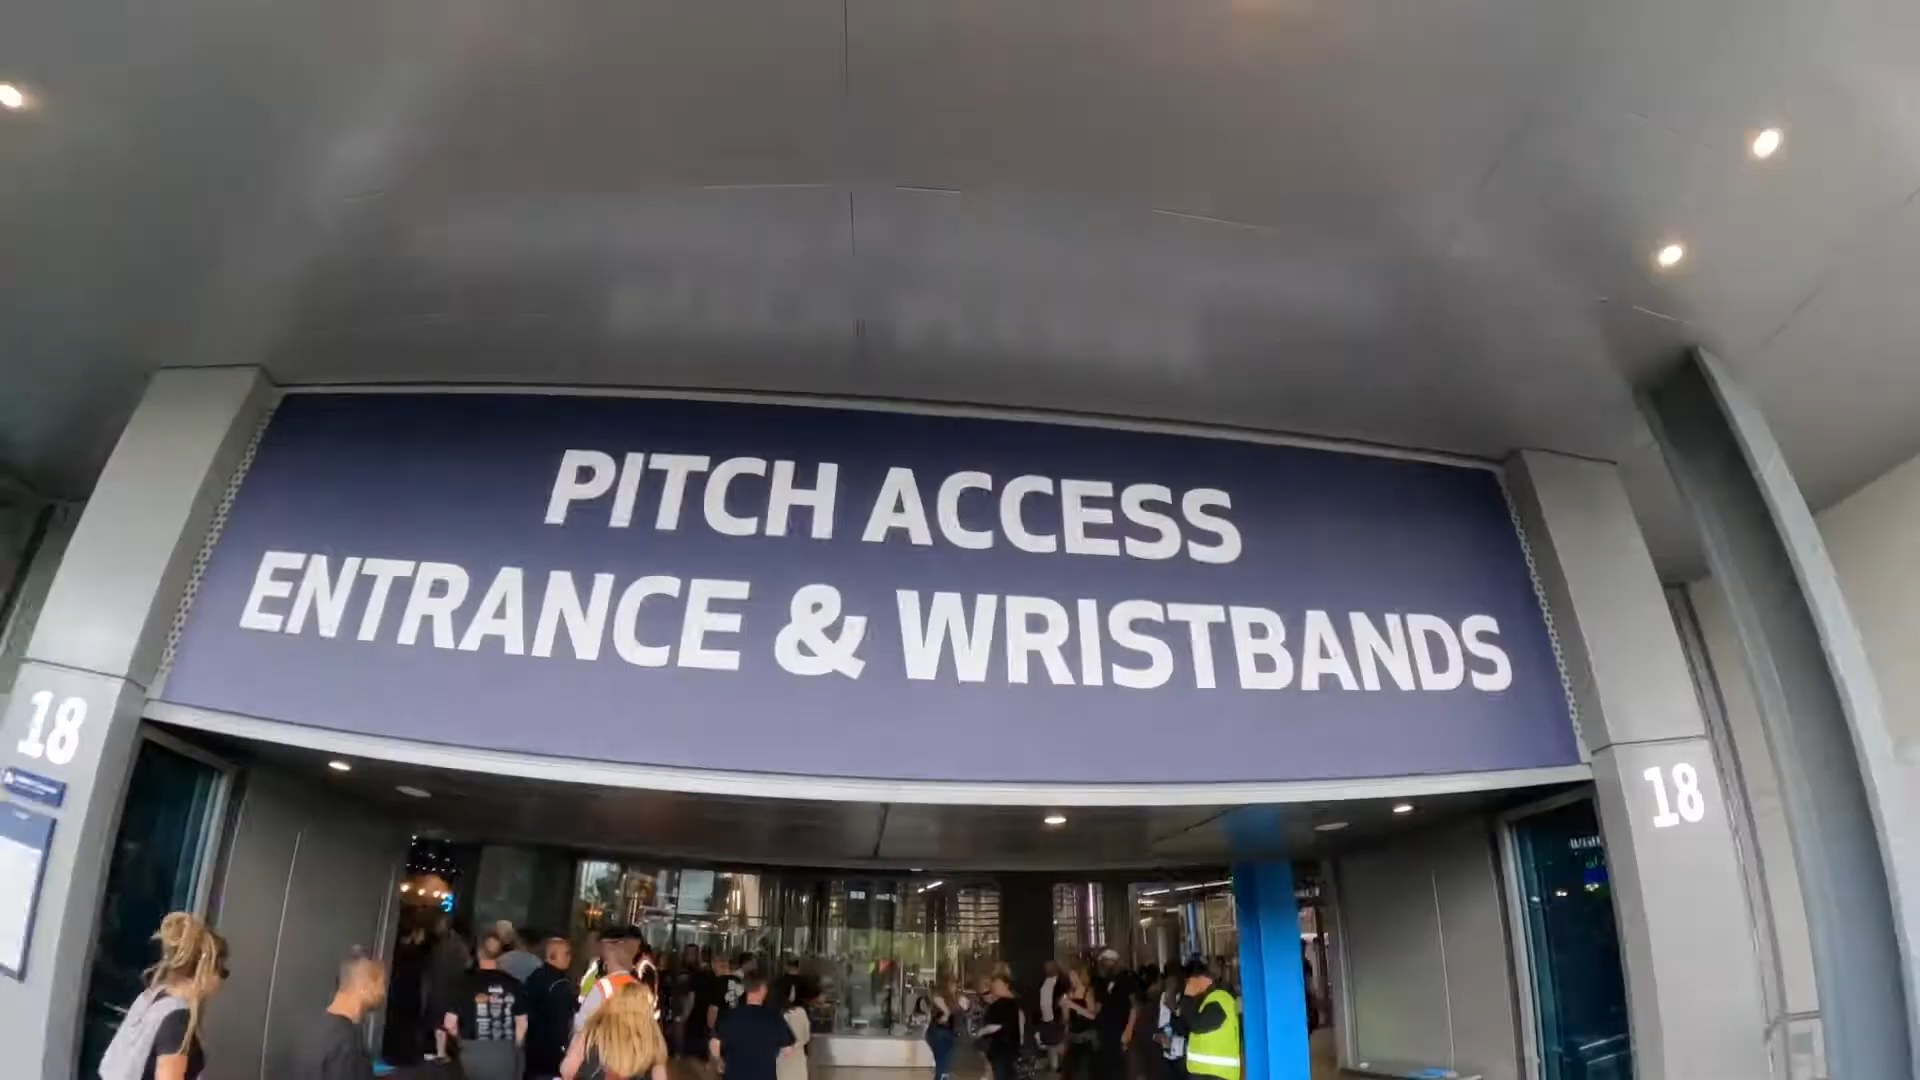 PITCH ACCESS
ENTRANCE & WRISTBANDS
18
18